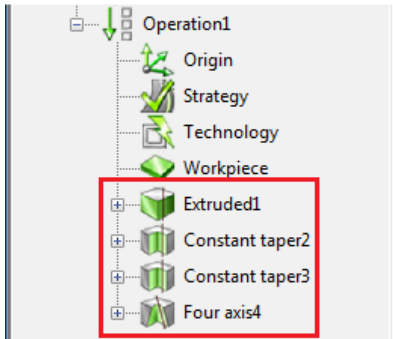 Operation1
Origin
Strategy
Technology
Workpiece
Extruded1
Constant taper2
Constant taper3
Four axis4